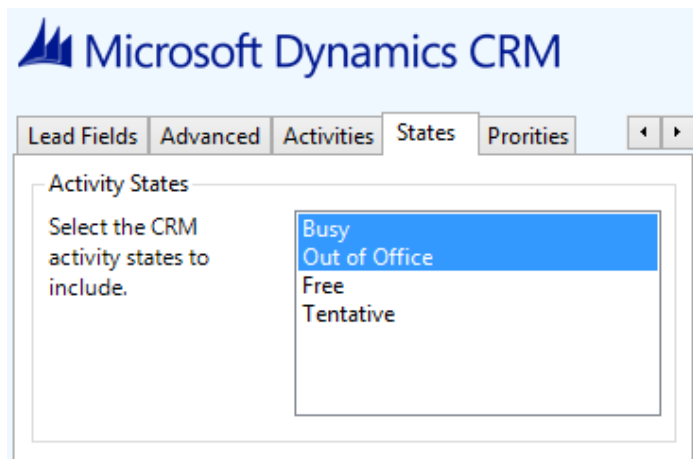 Microsoft Dynamics CRM
Lead Fields Advanced Activities States Prorities
Activity States
Select the CRM
activity states to
include.
Busy
Out of Office
Free
Tentative